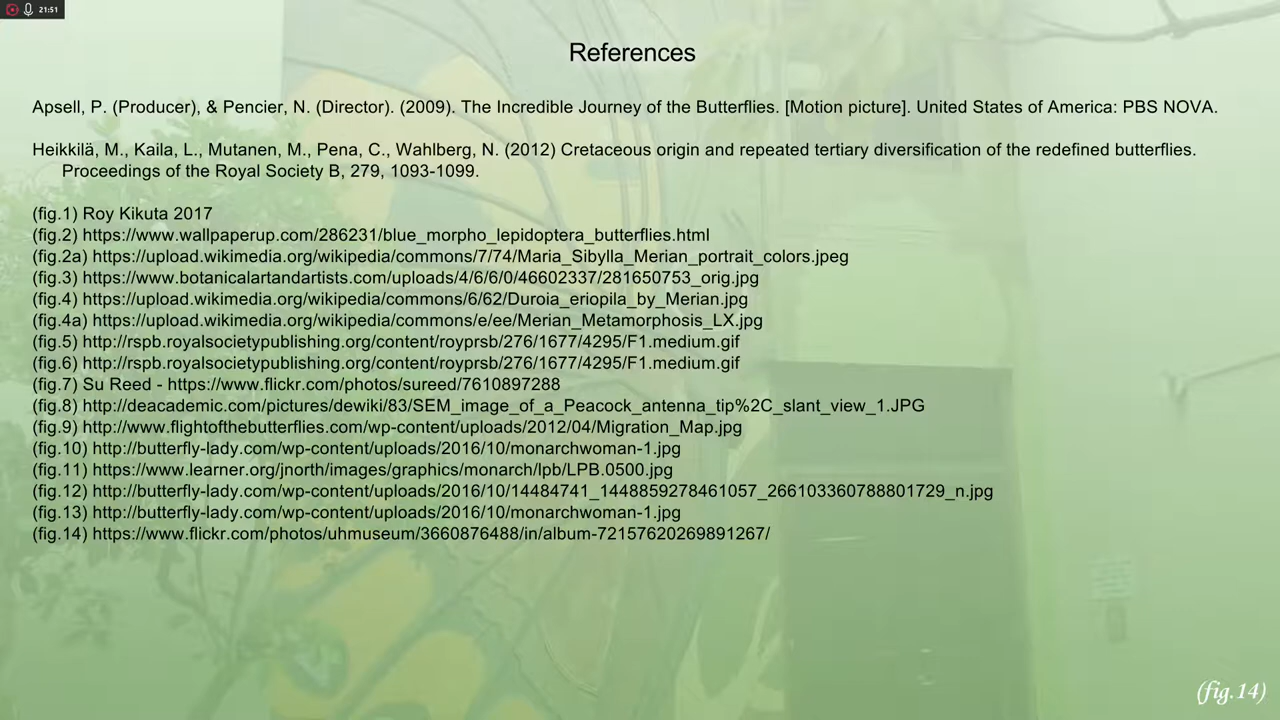 21:51
References
Apsell, P. (Producer), & Pencier, N. (Director). (2009). The Incredible Journey of the Butterflies. [Motion picture]. United States of America: PBS NOVA.
Heikkilä, M., Kaila, L., Mutanen, M., Pena, C., Wahlberg, N. (2012) Cretaceous origin and repeated tertiary diversification of the redefined butterflies.
Proceedings of the Royal Society B, 279, 1093-1099.
(fig.1) Roy Kikuta 2017
(fig.2) https://www.wallpaperup.com/286231/blue_morpho_lepidoptera_butterflies.html
(fig.2a) https://upload.wikimedia.org/wikipedia/commons/7/74/Maria_Sibylla_Merian_portrait_colors.jpeg
(fig.3) https://www.botanicalartandartists.com/uploads/4/6/6/0/46602337/281650753_orig.jpg
(fig.4) https://upload.wikimedia.org/wikipedia/commons/6/62/Duroia_eriopila_by_Merian.jpg
(fig.4a) https://upload.wikimedia.org/wikipedia/commons/e/ee/Merian_Metamorphosis_LX.jpg
(fig.5) http://rspb.royalsocietypublishing.org/content/royprsb/276/1677/4295/F1.medium.gif
(fig.6) http://rspb.royalsocietypublishing.org/content/royprsb/276/1677/4295/F1.medium.gif
(fig.7) Su Reed - https://www.flickr.com/photos/sureed/7610897288
(fig.8) http://deacademic.com/pictures/dewiki/83/SEM_image_of_a_Peacock_antenna_tip%2C_slant_view_1.JPG
(fig.9) http://www.flightofthebutterflies.com/wp-content/uploads/2012/04/Migration_Map.jpg
(fig.10) http://butterfly-lady.com/wp-content/uploads/2016/10/monarchwoman-1.jpg
(fig.11) https://www.learner.org/jnorth/images/graphics/monarch/lpb/LPB.0500.jpg
(fig.12) http://butterfly-lady.com/wp-content/uploads/2016/10/14484741_1448859278461057_266103360788801729_n.jpg
(fig.13) http://butterfly-lady.com/wp-content/uploads/2016/10/monarchwoman-1.jpg
(fig.14) https://www.flickr.com/photos/uhmuseum/3660876488/in/album-72157620269891267/
(fig.14)